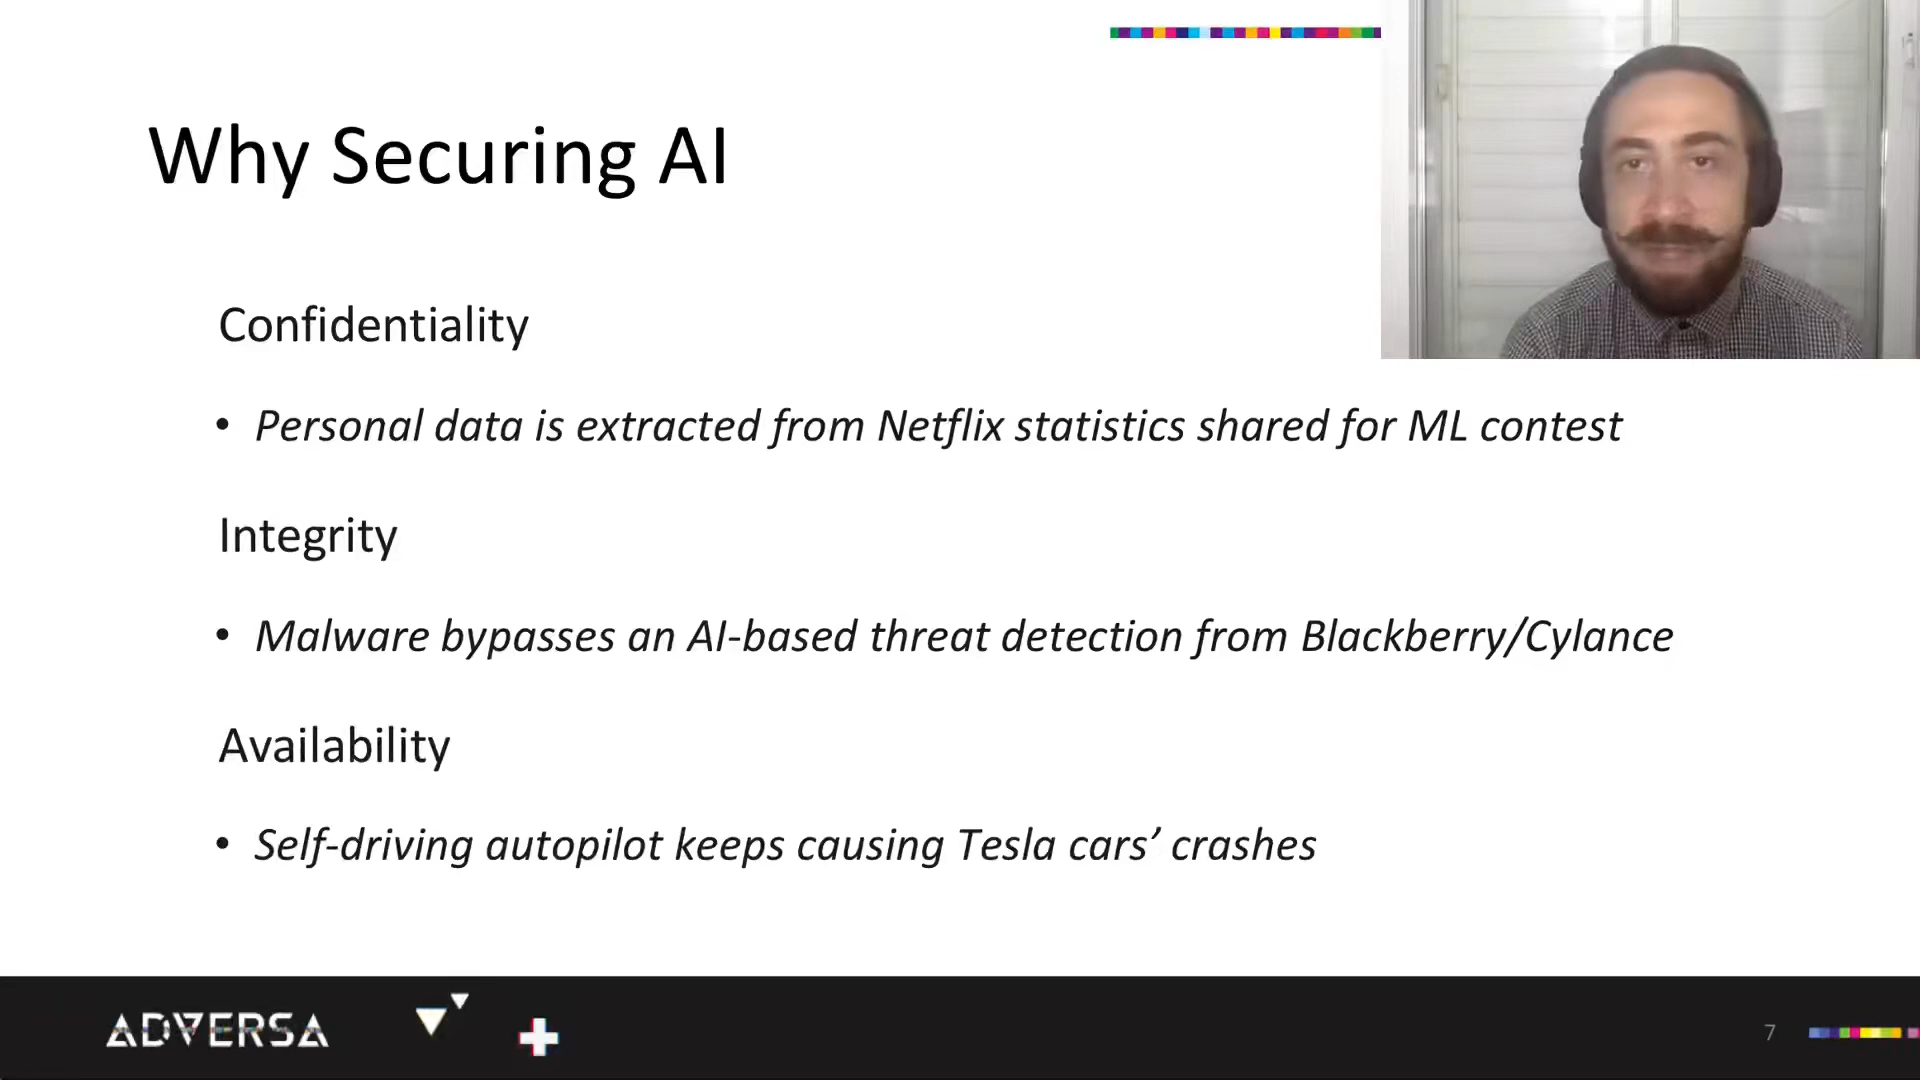 Why Securing AI
Confidentiality
• Personal data is extracted from Netflix statistics shared for ML contest
Integrity
• Malware bypasses an AI-based threat detection from Blackberry/Cylance
Availability
• Self-driving autopilot keeps causing Tesla cars’ crashes
ADVERSA
7